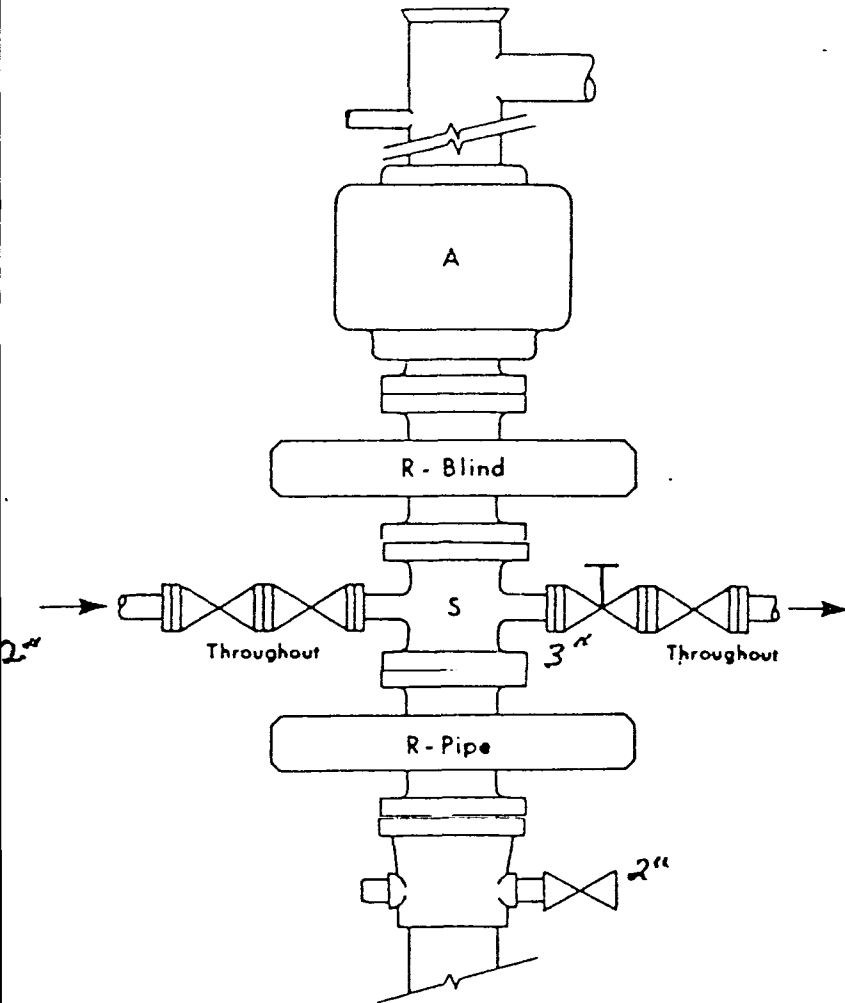 A
R - Blind
S
2"
Throughout
3"
Throughout
R - Pipe
2"